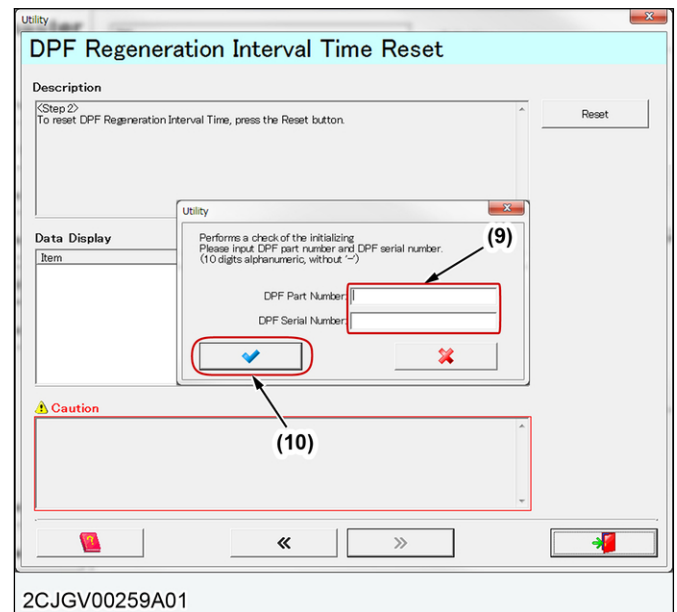 Utility
DPF Regeneration Interval Time Reset
Description
<Step 2>
To reset DPF Regeneration Interval Time, press the Reset button.
Reset
Utility
Performs a check of the initializing
Please input DPF part number and DPF serial number.
(10 digits alphanumeric, without '-')
(9)
DPF Part Number:
DPF Serial Number:
Data Display
Item
(10)
Caution
2CJGV00259A01